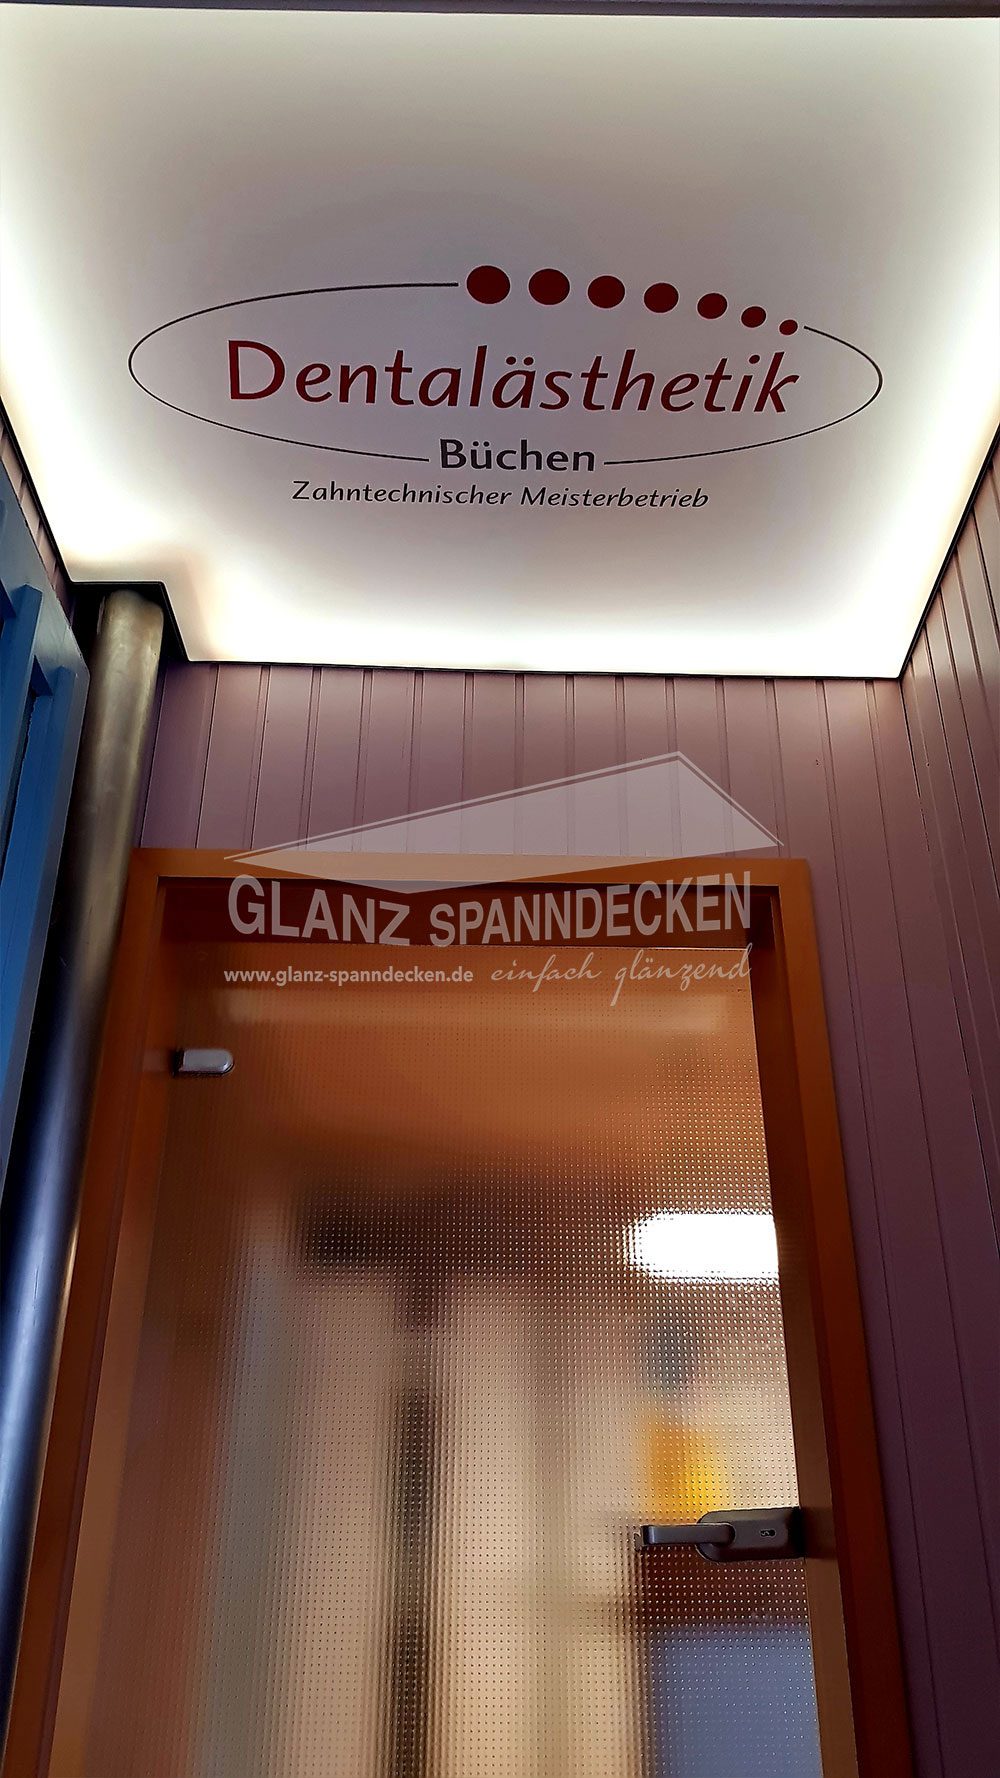 Dentalästhetik
Büchen
Zahntechnischer Meisterbetrieb
GLANZ SPANNDECKEN
www.glanz-spanndecken.de einfach glänzend